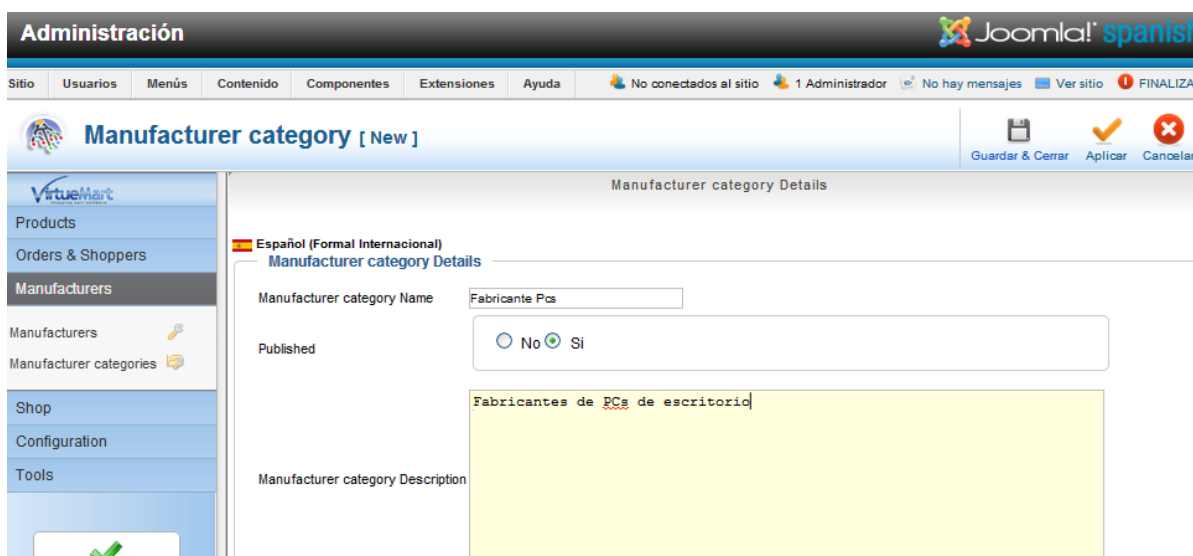 Administración
Joomla! spanish
Sitio Usuarios Menús Contenido Componentes Extensiones Ayuda No conectados al sitio 1 Administrador No hay mensajes Ver sitio FINALIZA
Manufacturer category [ New ]
Guardar & Cerrar Aplicar Cancelar
VirtueMart
Manufacturer category Details
Products
Español (Formal Internacional)
Orders & Shoppers
Manufacturer category Details
Manufacturers
Manufacturer category Name Fabricante Pcs
Manufacturers
Published No Si
Manufacturer categories
Fabricantes de PCs de escritorio
Shop
Configuration
Tools
Manufacturer category Description